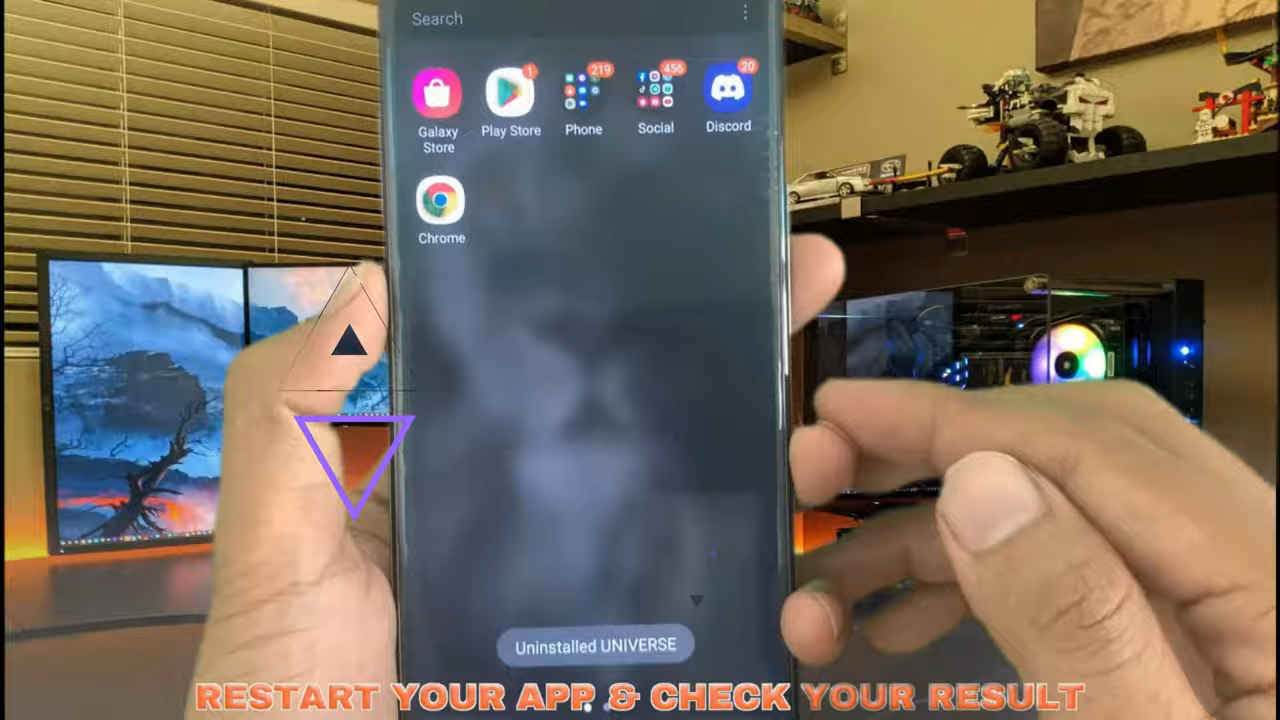 Search
1
219
456
20
Galaxy
Store
Play Store
Phone
Social
Discord
Chrome
Uninstalled UNIVERSE
RESTART YOUR APP & CHECK YOUR RESULT